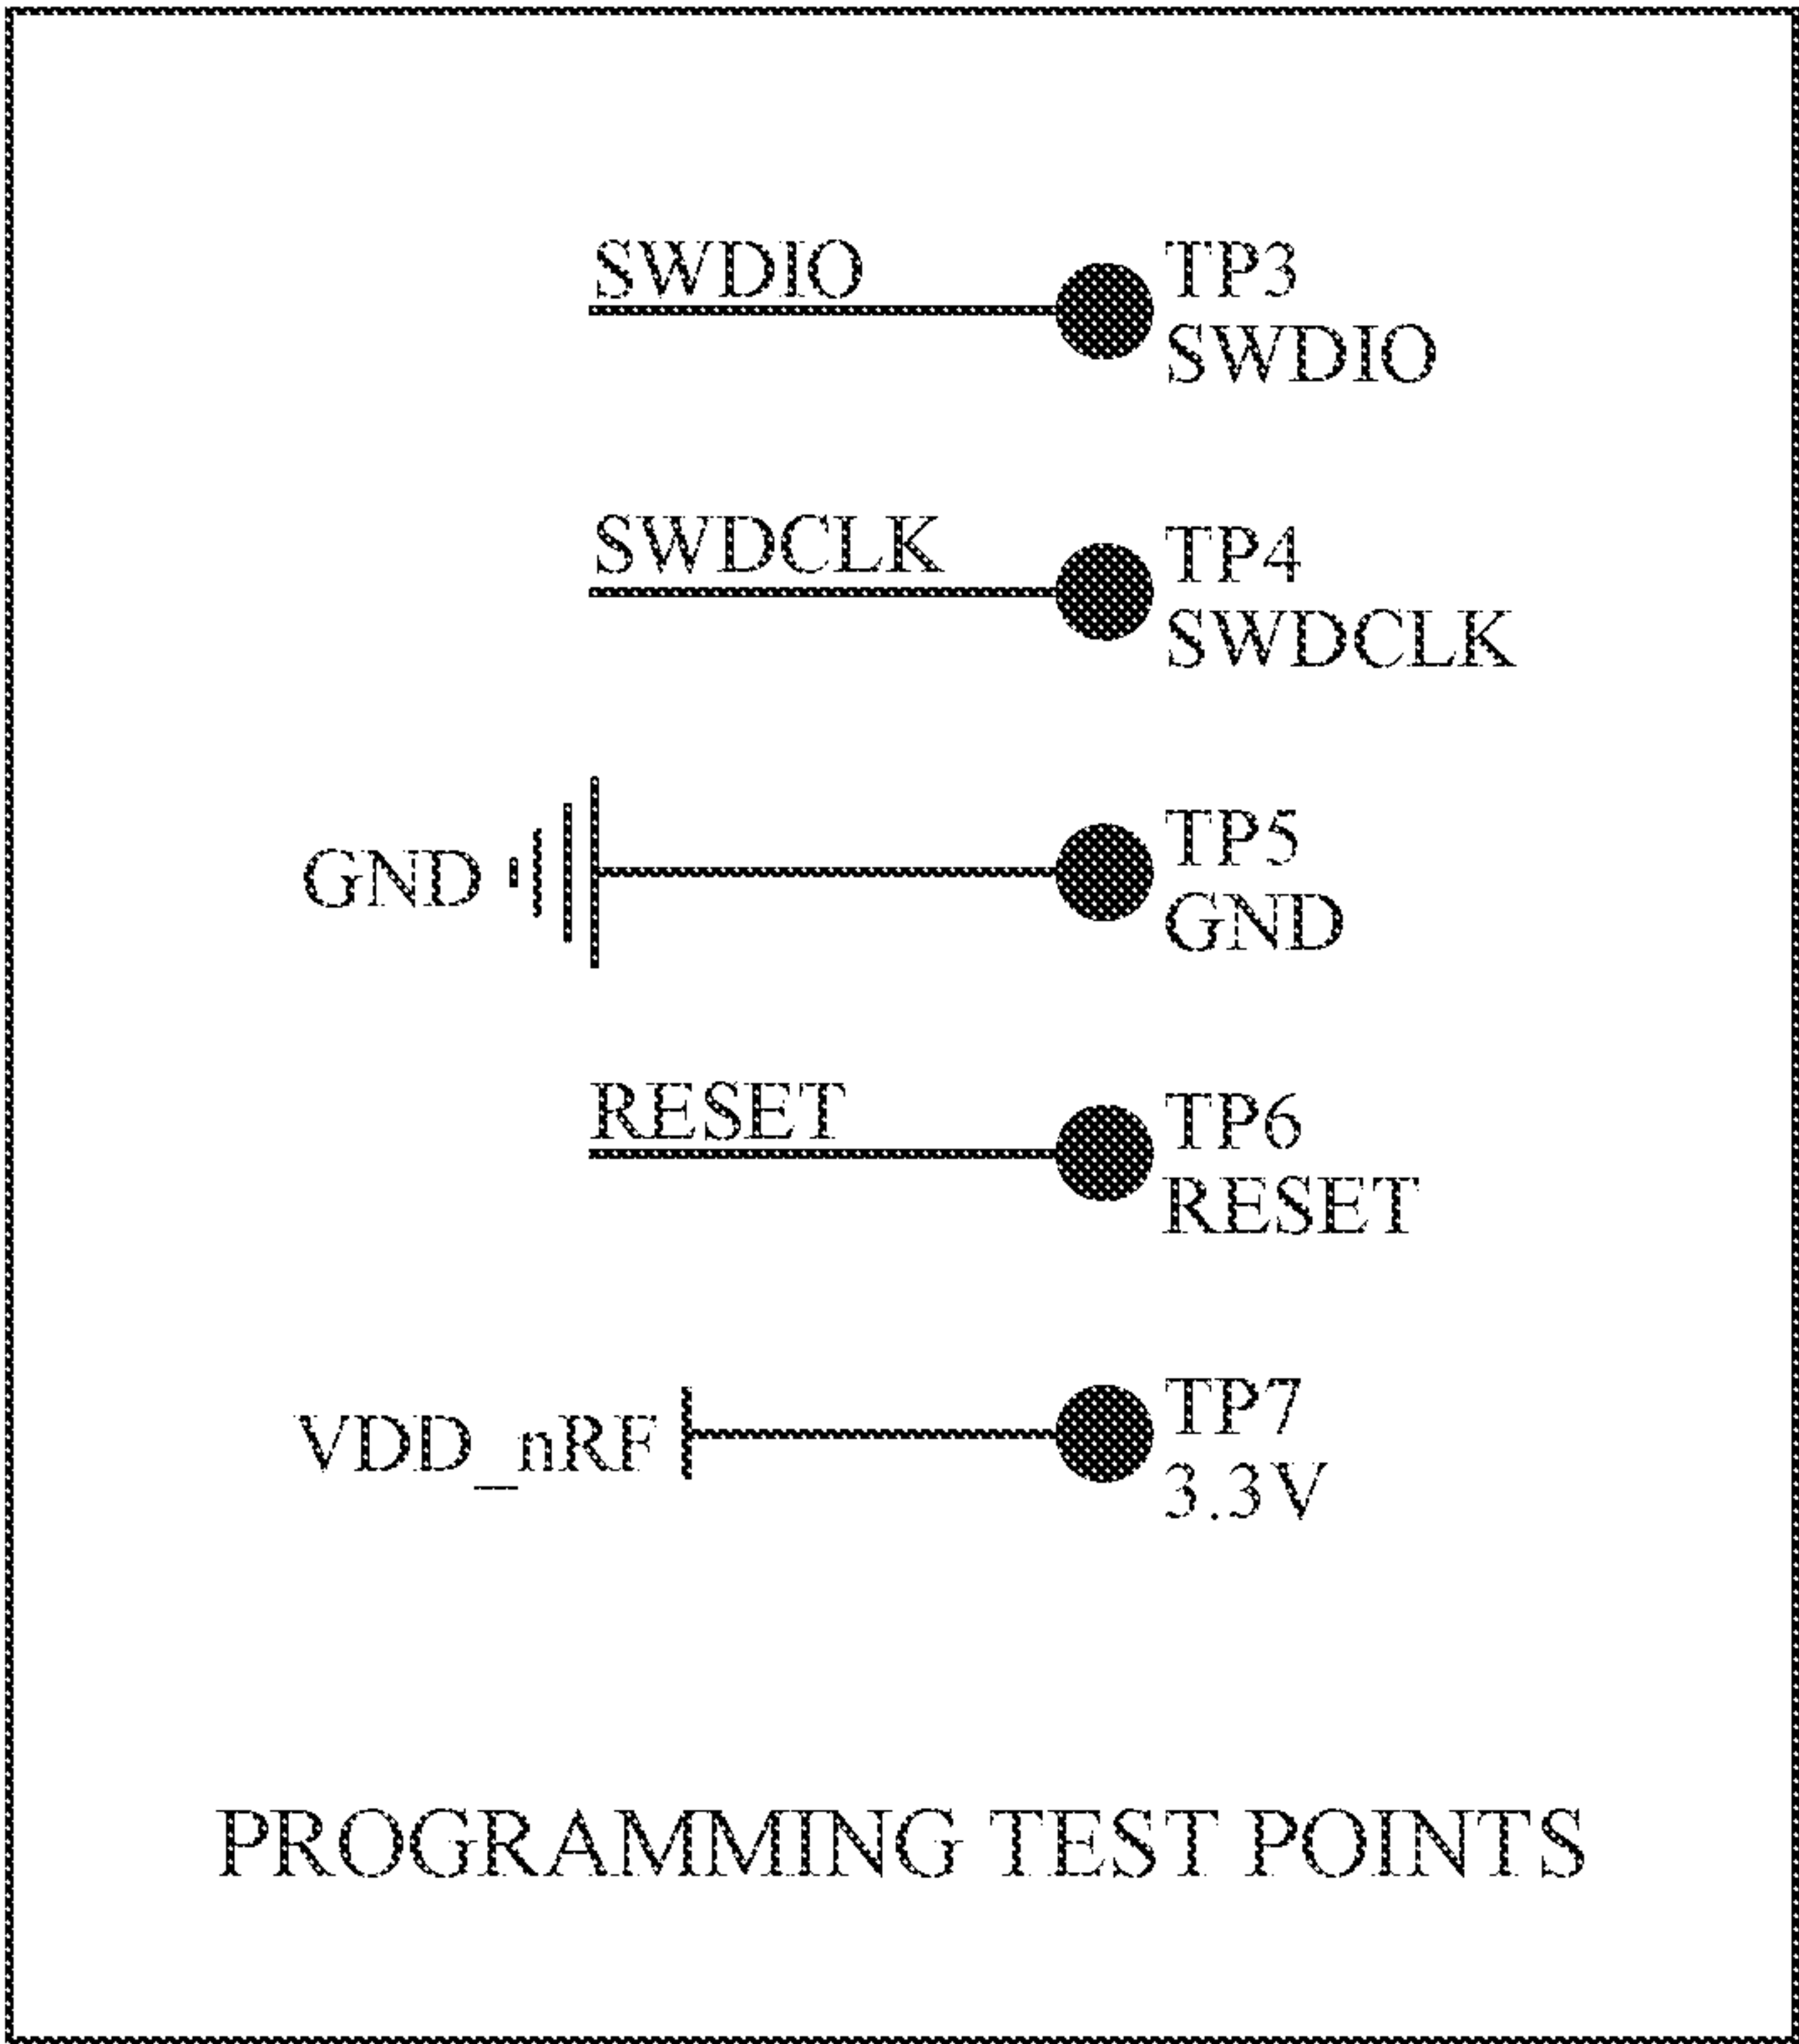 SWDIO
TP3
SWDIO
SWDCLK
TP4
SWDCLK
GND
TP5
GND
RESET
TP6
RESET
VDD_nRF
TP7
3.3V
PROGRAMMING TEST POINTS